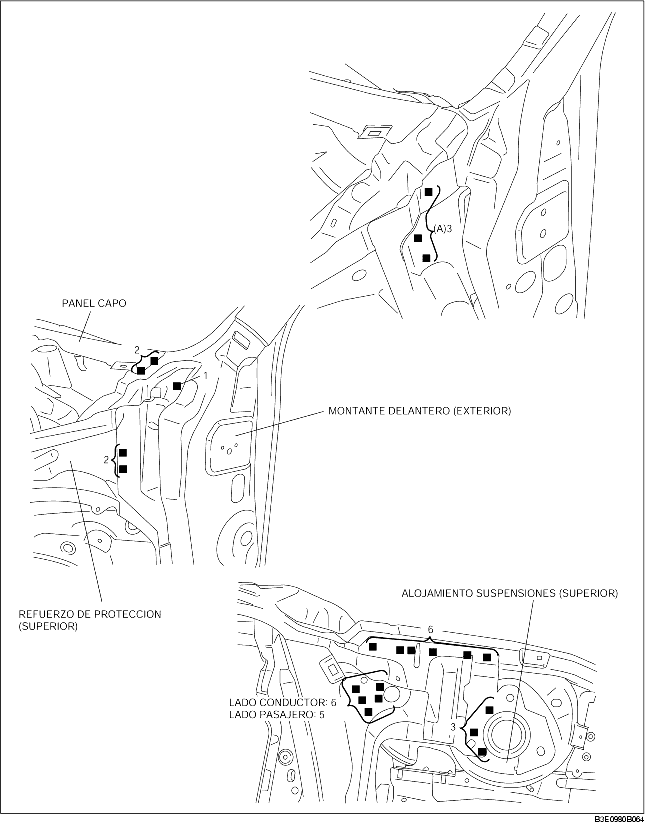 (A)3
PANEL CAPO
2
1
MONTANTE DELANTERO (EXTERIOR)
2
ALOJAMIENTO SUSPENSIONES (SUPERIOR)
REFUERZO DE PROTECCION
(SUPERIOR)
6
LADO CONDUCTOR: 6
LADO PASAJERO: 5
3
B3E0980B064